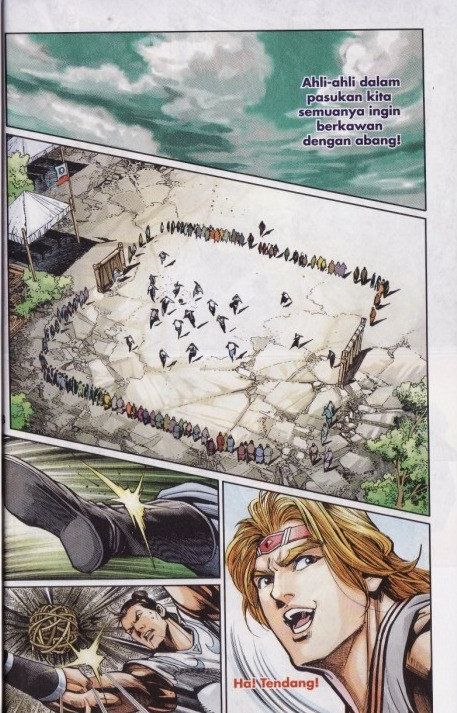 Ahli-ahli dalam
pasukan kita
semuanya ingin
berkawan
dengan abang!
Ha! Tendang!